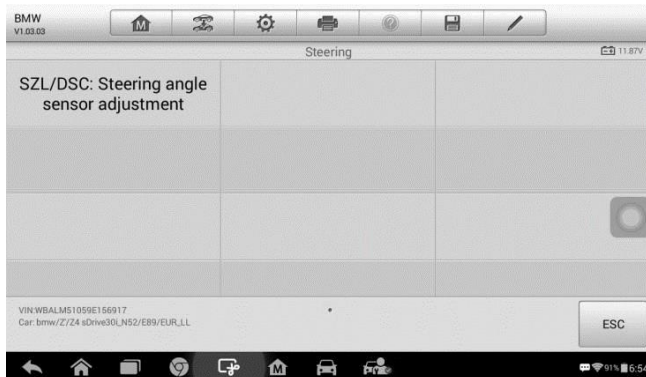 BMW
V1.03.03
Steering
11.87V
SZL/DSC: Steering angle
sensor adjustment
VIN:WBALM51059E156917
Car: bmw/Z'/Z4 sDrive30i_N52/E89/EUR_LL
ESC
91%
6:54